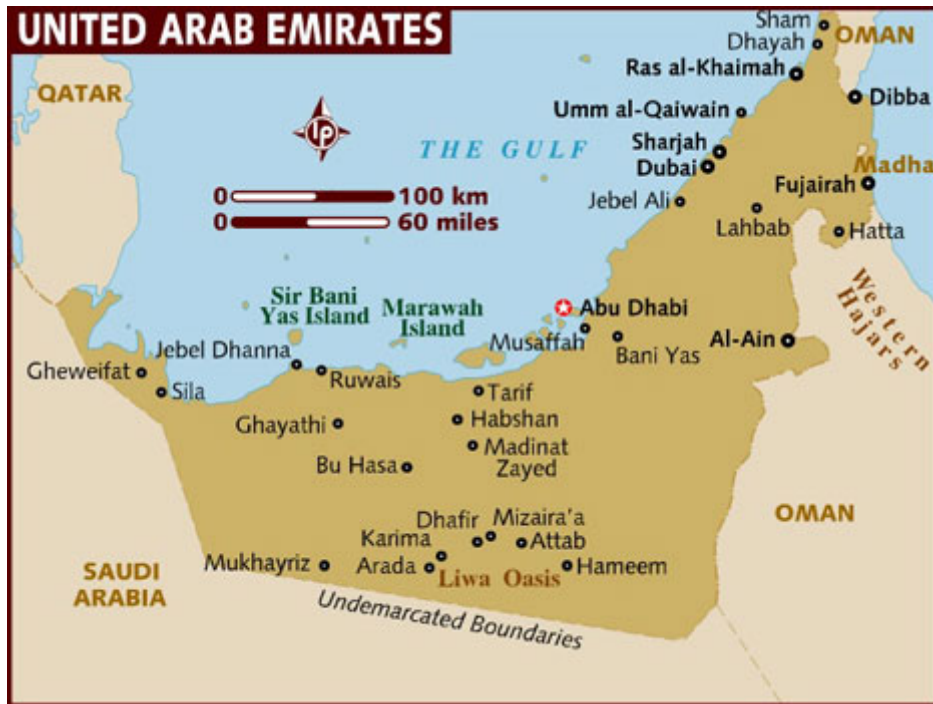 UNITED ARAB EMIRATES
Sham
Dhayah
OMAN
QATAR
Ras al-Khaimah
Dibba
Umm al-Qaiwain
lp
THE GULF
Sharjah
Dubai
Madha
Fujairah
0 100 km
0 60 miles
Jebel Ali
Lahbab
Hatta
Western
Hajars
Sir Bani
Yas Island
Marawah
Island
Abu Dhabi
Musaffah
Bani Yas
Al-Ain
Jebel Dhanna
Gheweifat
Ruwais
Sila
Tarif
Ghayathi
Habshan
Madinat
Zayed
Bu Hasa
Dhafir
Mizaira'a
Karima
Attab
OMAN
Mukhayriz
Arada
Liwa Oasis
Hameem
SAUDI
ARABIA
Undemarcated Boundaries